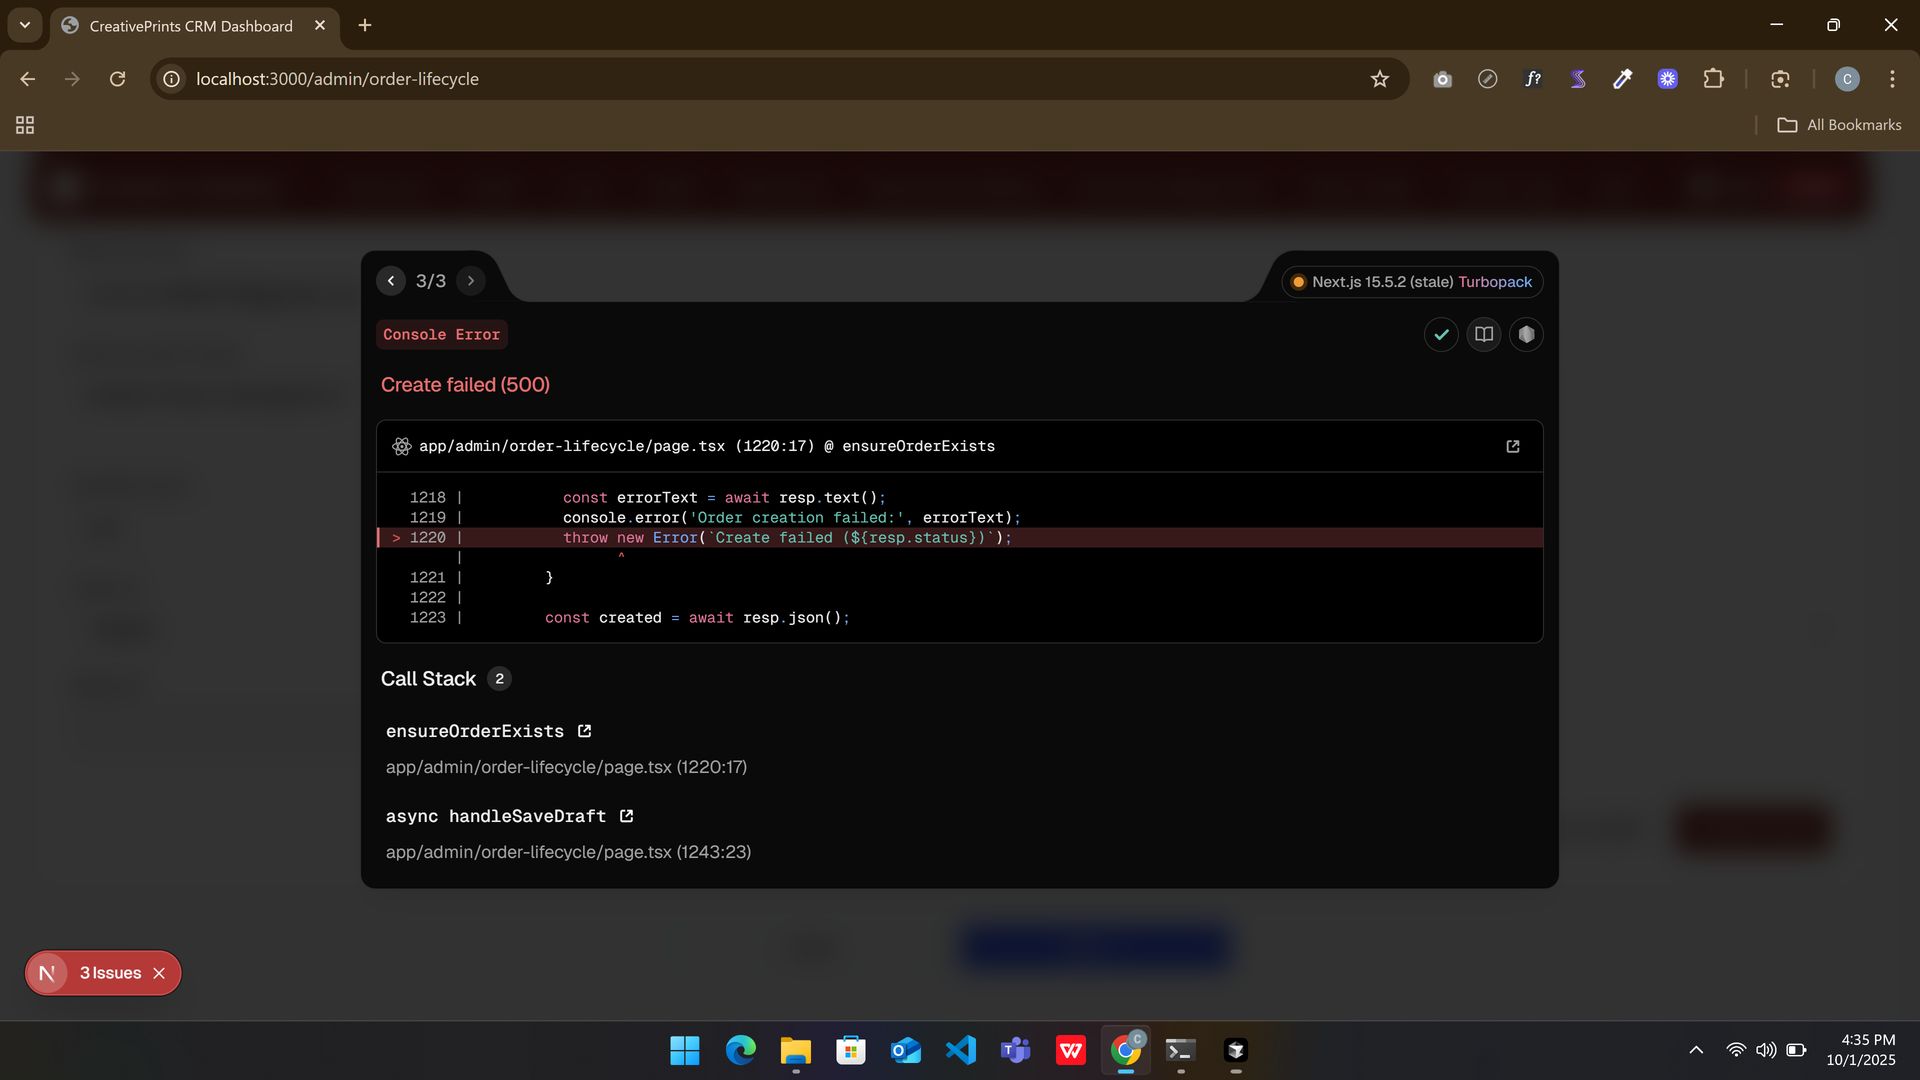 CreativePrints CRM Dashboard
localhost:3000/admin/order-lifecycle
f?
C
All Bookmarks
3/3
Next.js 15.5.2 (stale) Turbopack
Console Error
Create failed (500)
app/admin/order-lifecycle/page.tsx (1220:17) @ ensureOrderExists
1218 | const errorText = await resp.text();
1219 | console.error('Order creation failed:', errorText);
> 1220 | throw new Error(`Create failed (${resp.status})`);
| ^
1221 | }
1222 |
1223 | const created = await resp.json();
Call Stack 2
ensureOrderExists
app/admin/order-lifecycle/page.tsx (1220:17)
async handleSaveDraft
app/admin/order-lifecycle/page.tsx (1243:23)
N 3 Issues
C
4:35 PM
10/1/2025